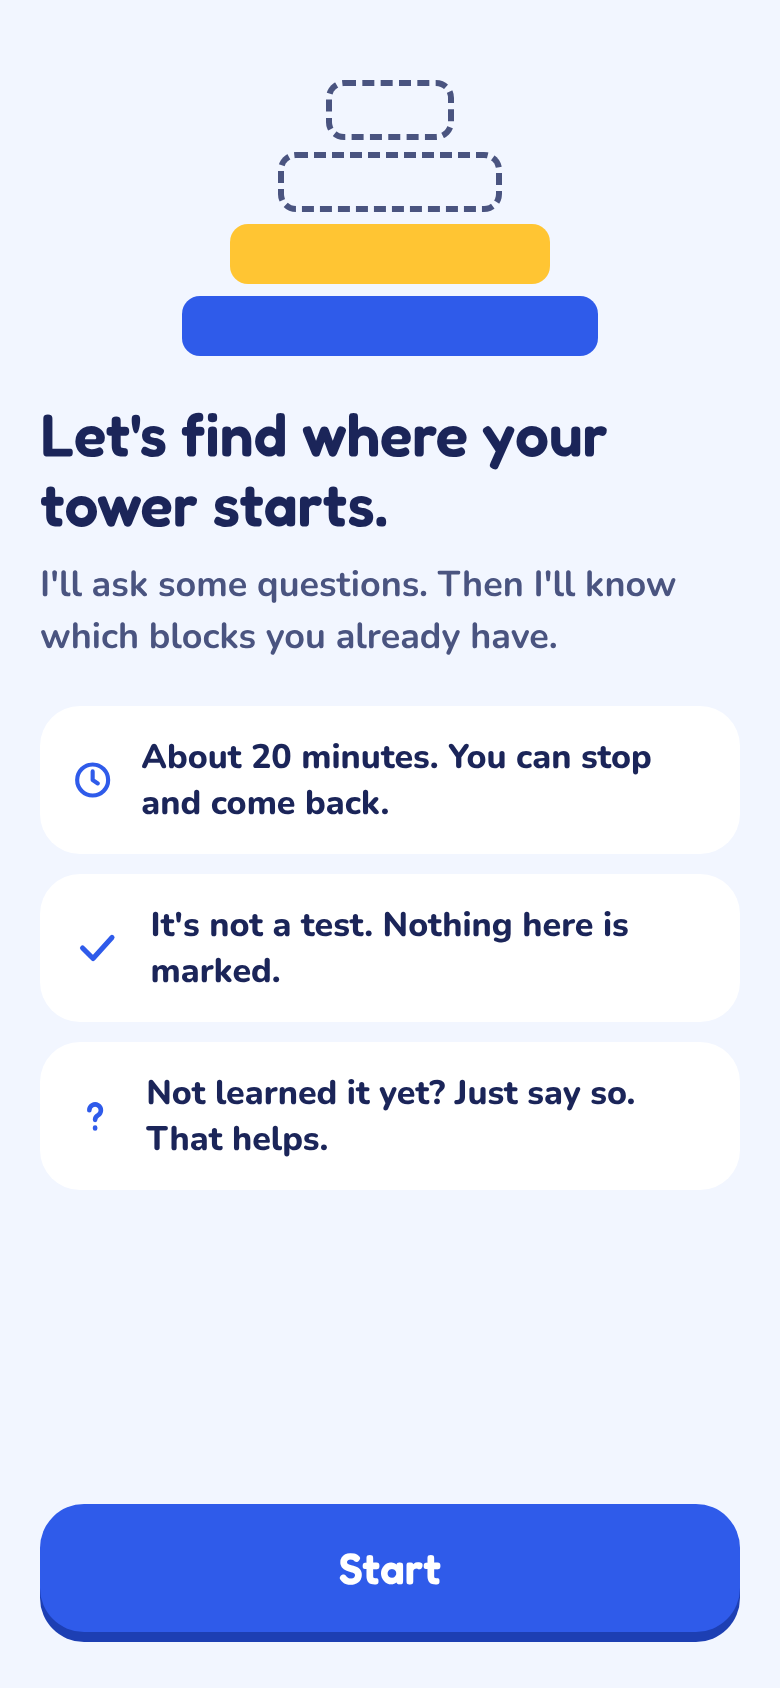 Let's find where your
tower starts.
I'll ask some questions. Then I'll know
which blocks you already have.
About 20 minutes. You can stop
and come back.
It's not a test. Nothing here is
marked.
Not learned it yet? Just say so.
That helps.
Start